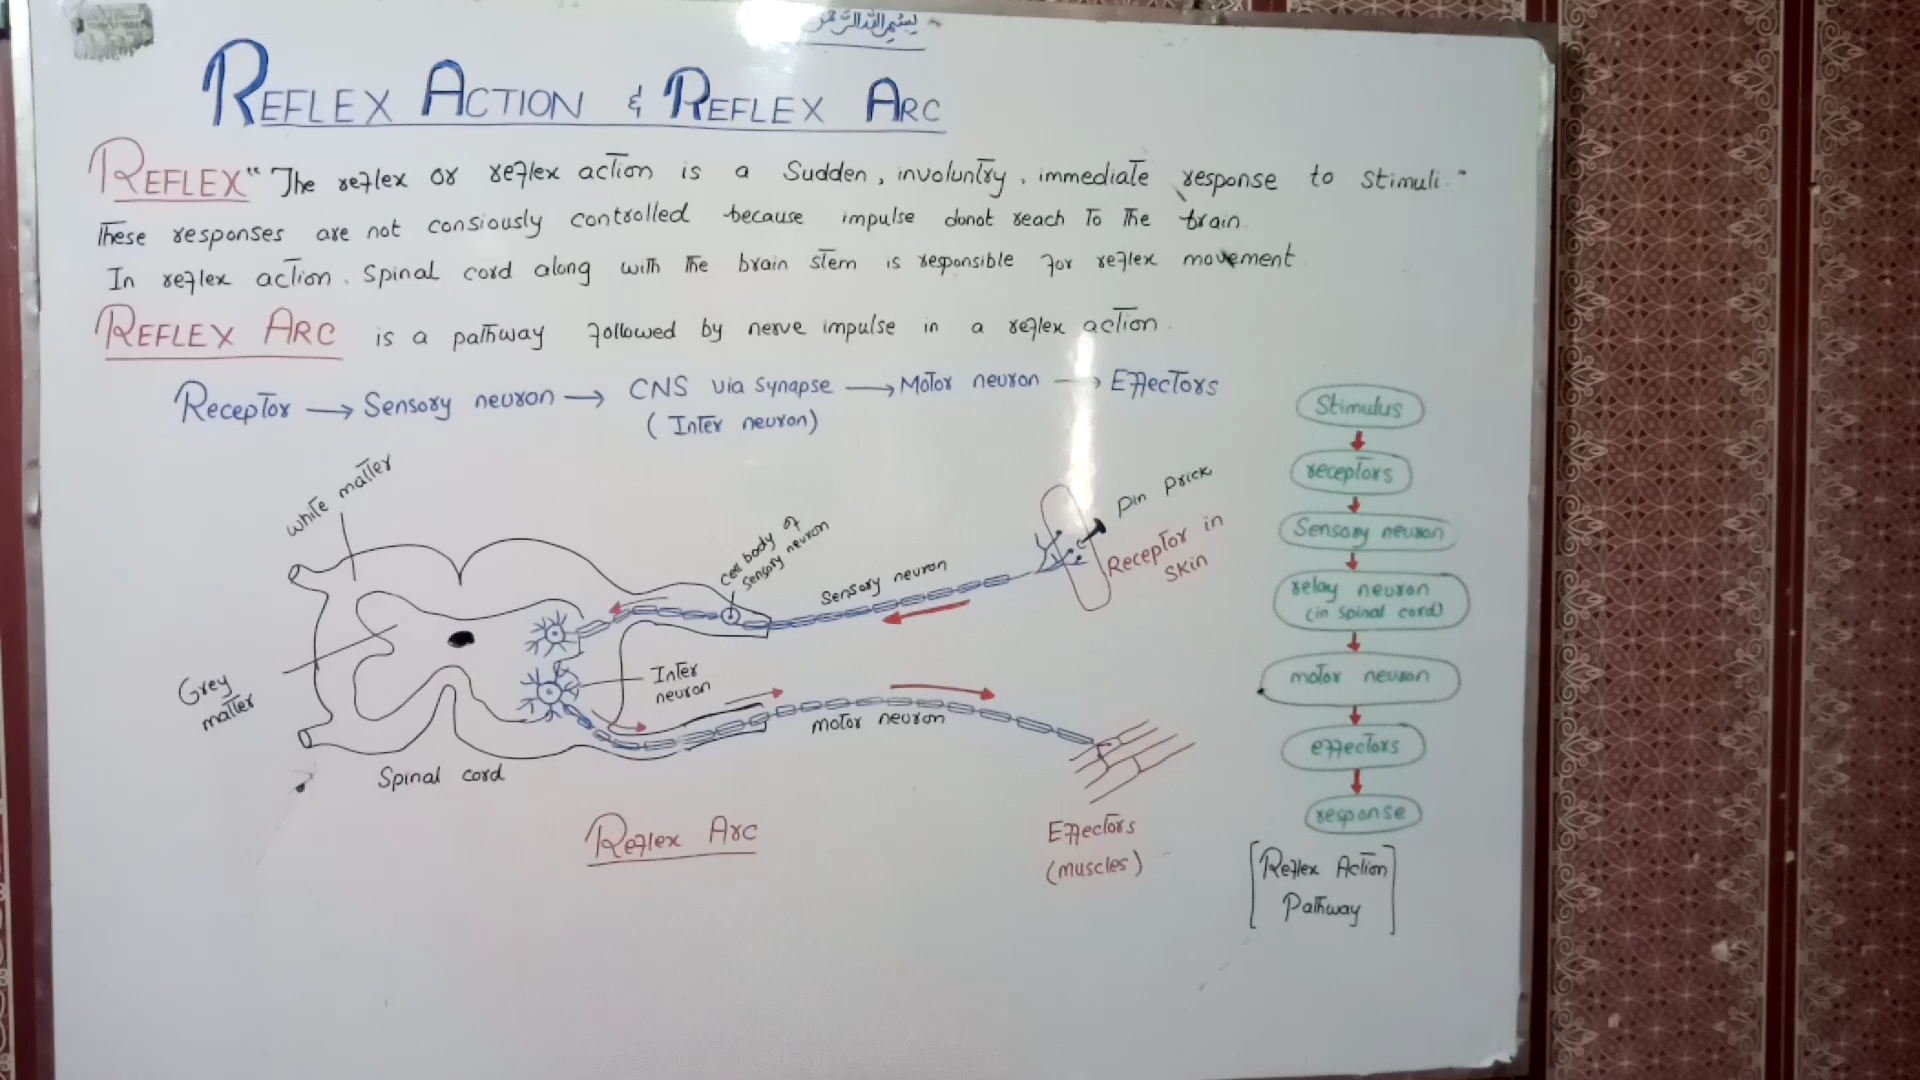 بسم اللہ الرحمن
REFLEX ACTION & REFLEX ARC
REFLEX "The reflex or reflex action is a Sudden, involuntry, immediate response to stimuli."
These responses are not consiously controlled because impulse donot reach to the brain.
In reflex action, Spinal cord along with the brain stem is responsible for reflex movement.
REFLEX ARC is a pathway followed by nerve impulse in a reflex action.
Receptor → Sensory neuron → CNS via synapse → Motor neuron → Effectors
(Inter neuron)
White matter
Grey matter
Spinal cord
cell body of
sensory neuron
Sensory neuron
Pin Prick
Receptor in
Skin
Inter
neuron
motor neuron
Effectors
(muscles)
Reflex Arc
Stimulus
receptors
Sensory neuron
relay neuron
(in spinal cord)
motor neuron
effectors
response
[Reflex Action
Pathway]